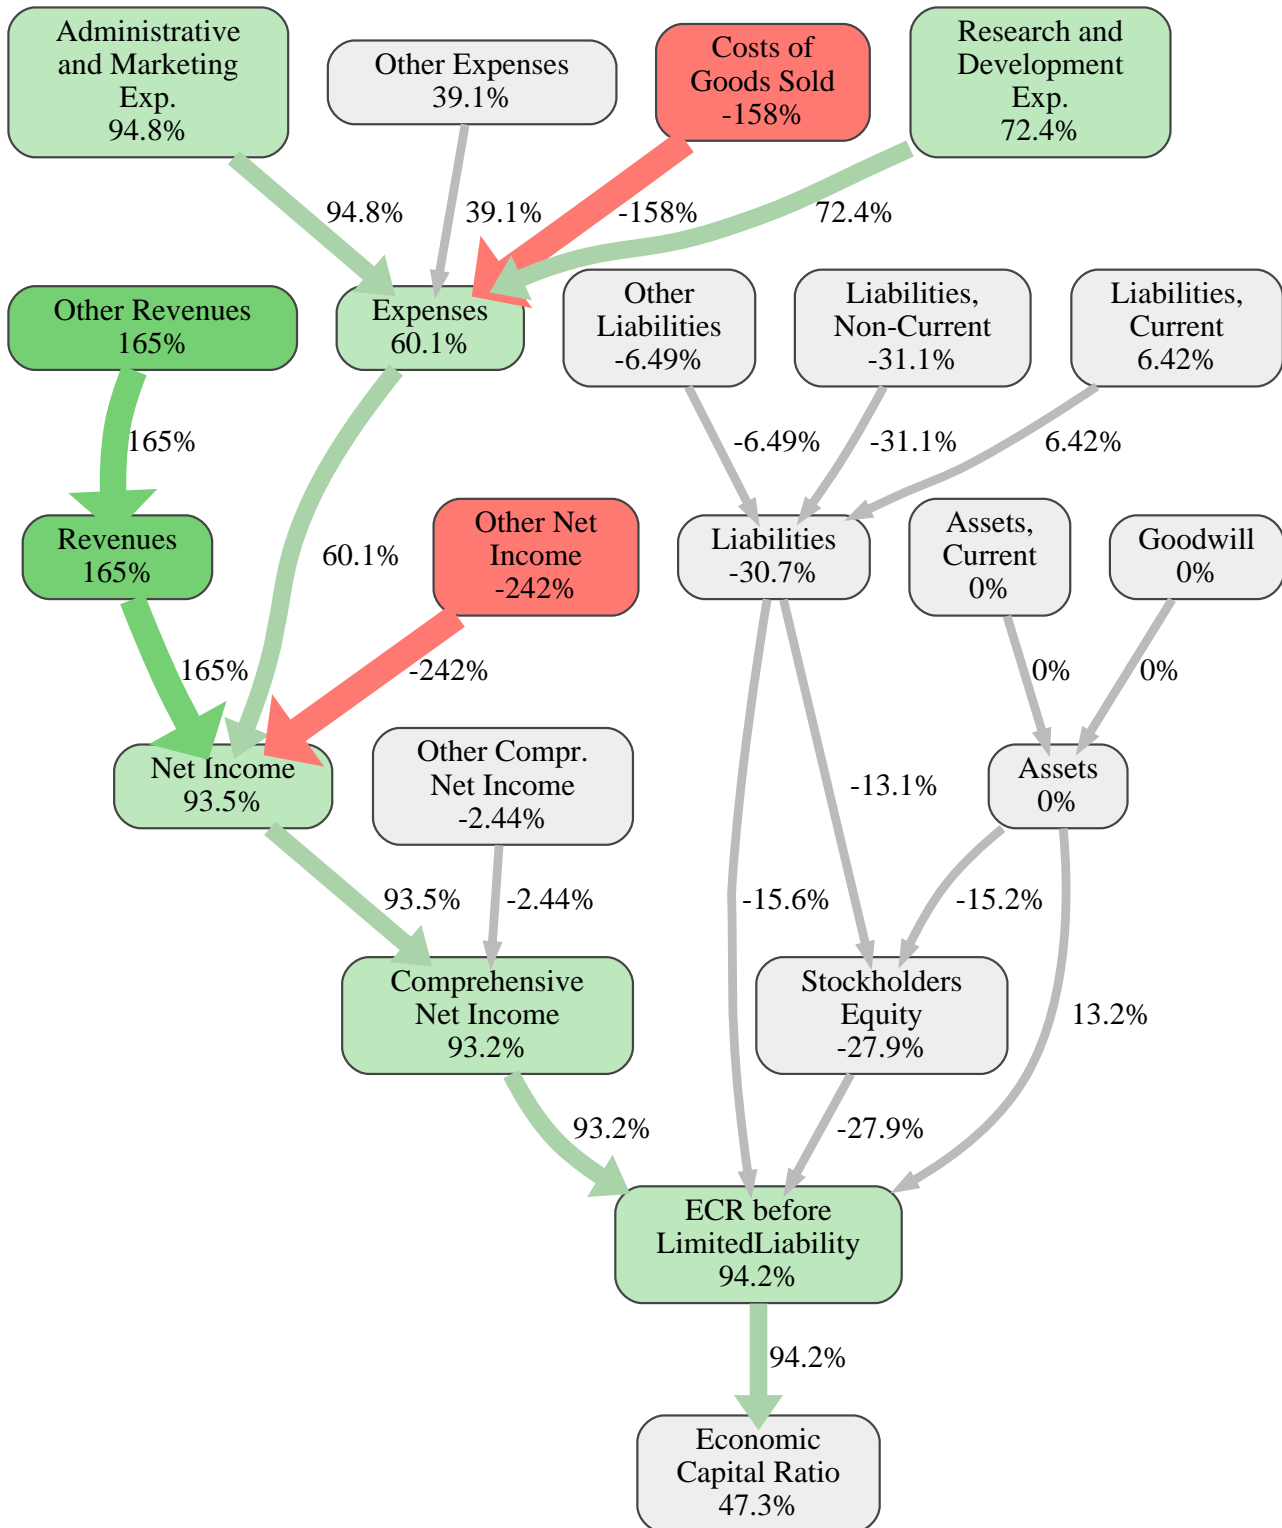 Administrative
and Marketing
Exp.
94.8%
Other Expenses
39.1%
Costs of
Goods Sold
-158%
Research and
Development
Exp.
72.4%
94.8%
39.1%
-158%
72.4%
Other Revenues
165%
Expenses
60.1%
Other
Liabilities
-6.49%
Liabilities,
Non-Current
-31.1%
Liabilities,
Current
6.42%
165%
-6.49%
-31.1%
6.42%
Revenues
165%
60.1%
Other Net
Income
-242%
Liabilities
-30.7%
Assets,
Current
0%
Goodwill
0%
165%
-242%
0%
0%
Net Income
93.5%
Other Compr.
Net Income
-2.44%
-13.1%
Assets
0%
93.5%
-2.44%
-15.6%
-15.2%
Comprehensive
Net Income
93.2%
Stockholders
Equity
-27.9%
13.2%
93.2%
-27.9%
ECR before
LimitedLiability
94.2%
94.2%
Economic
Capital Ratio
47.3%